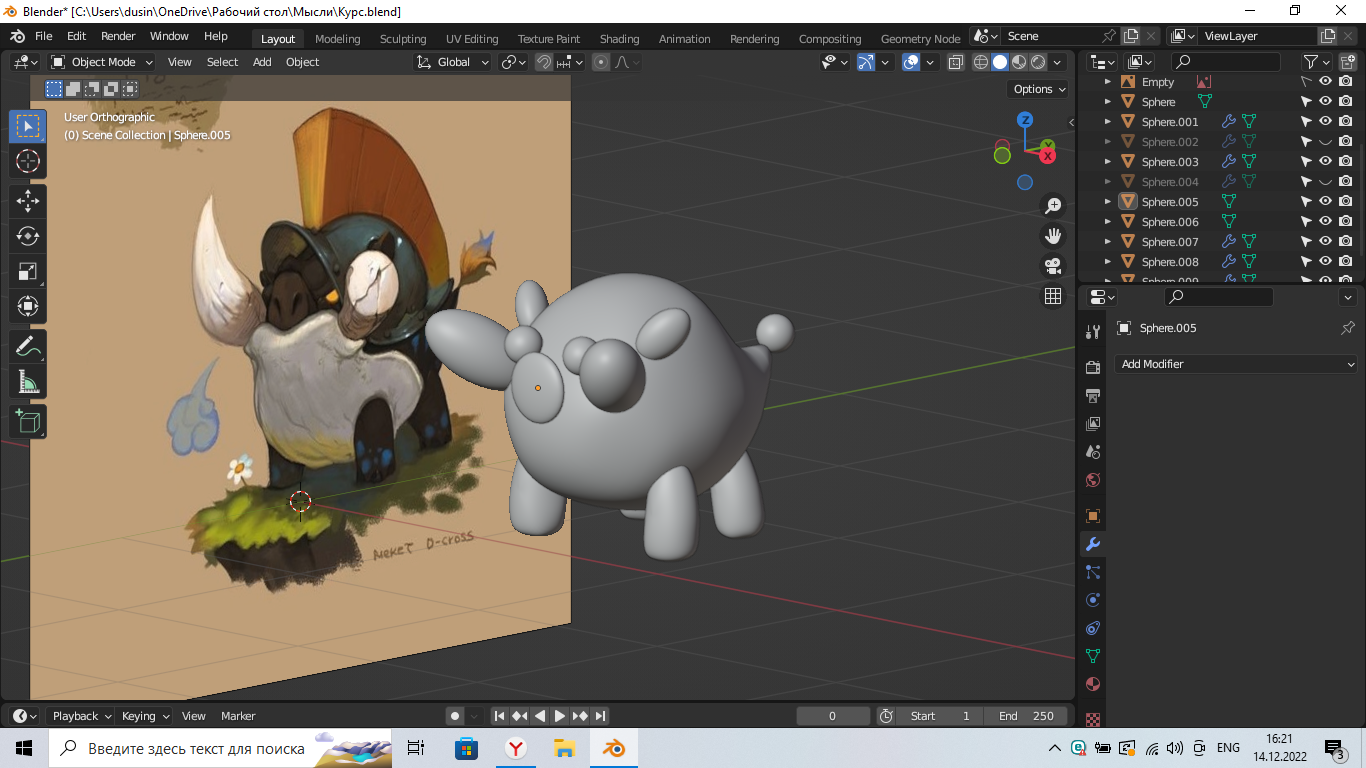 Blender* [C:\Users\dusin\OneDrive\Рабочий стол\Мысли\Курс.blend]
File Edit Render Window Help Layout Modeling Sculpting UV Editing Texture Paint Shading Animation Rendering Compositing Geometry Node Scene ViewLayer
Object Mode View Select Add Object Global
Options
User Orthographic
(0) Scene Collection | Sphere.005
Z
Y
X
Empty
Sphere
Sphere.001
Sphere.002
Sphere.003
Sphere.004
Sphere.005
Sphere.006
Sphere.007
Sphere.008
Sphere.009
Sphere.005
Add Modifier
MEKET D-CROSS
Playback Keying View Marker 0 Start 1 End 250
Введите здесь текст для поиска
ENG
16:21
14.12.2022
3